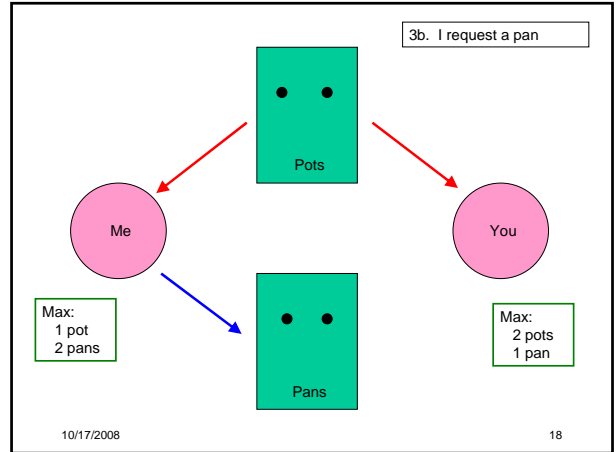 3b. I request a pan
Pots
Me
You
Max:
1 pot
2 pans
Max:
2 pots
1 pan
Pans
10/17/2008
18